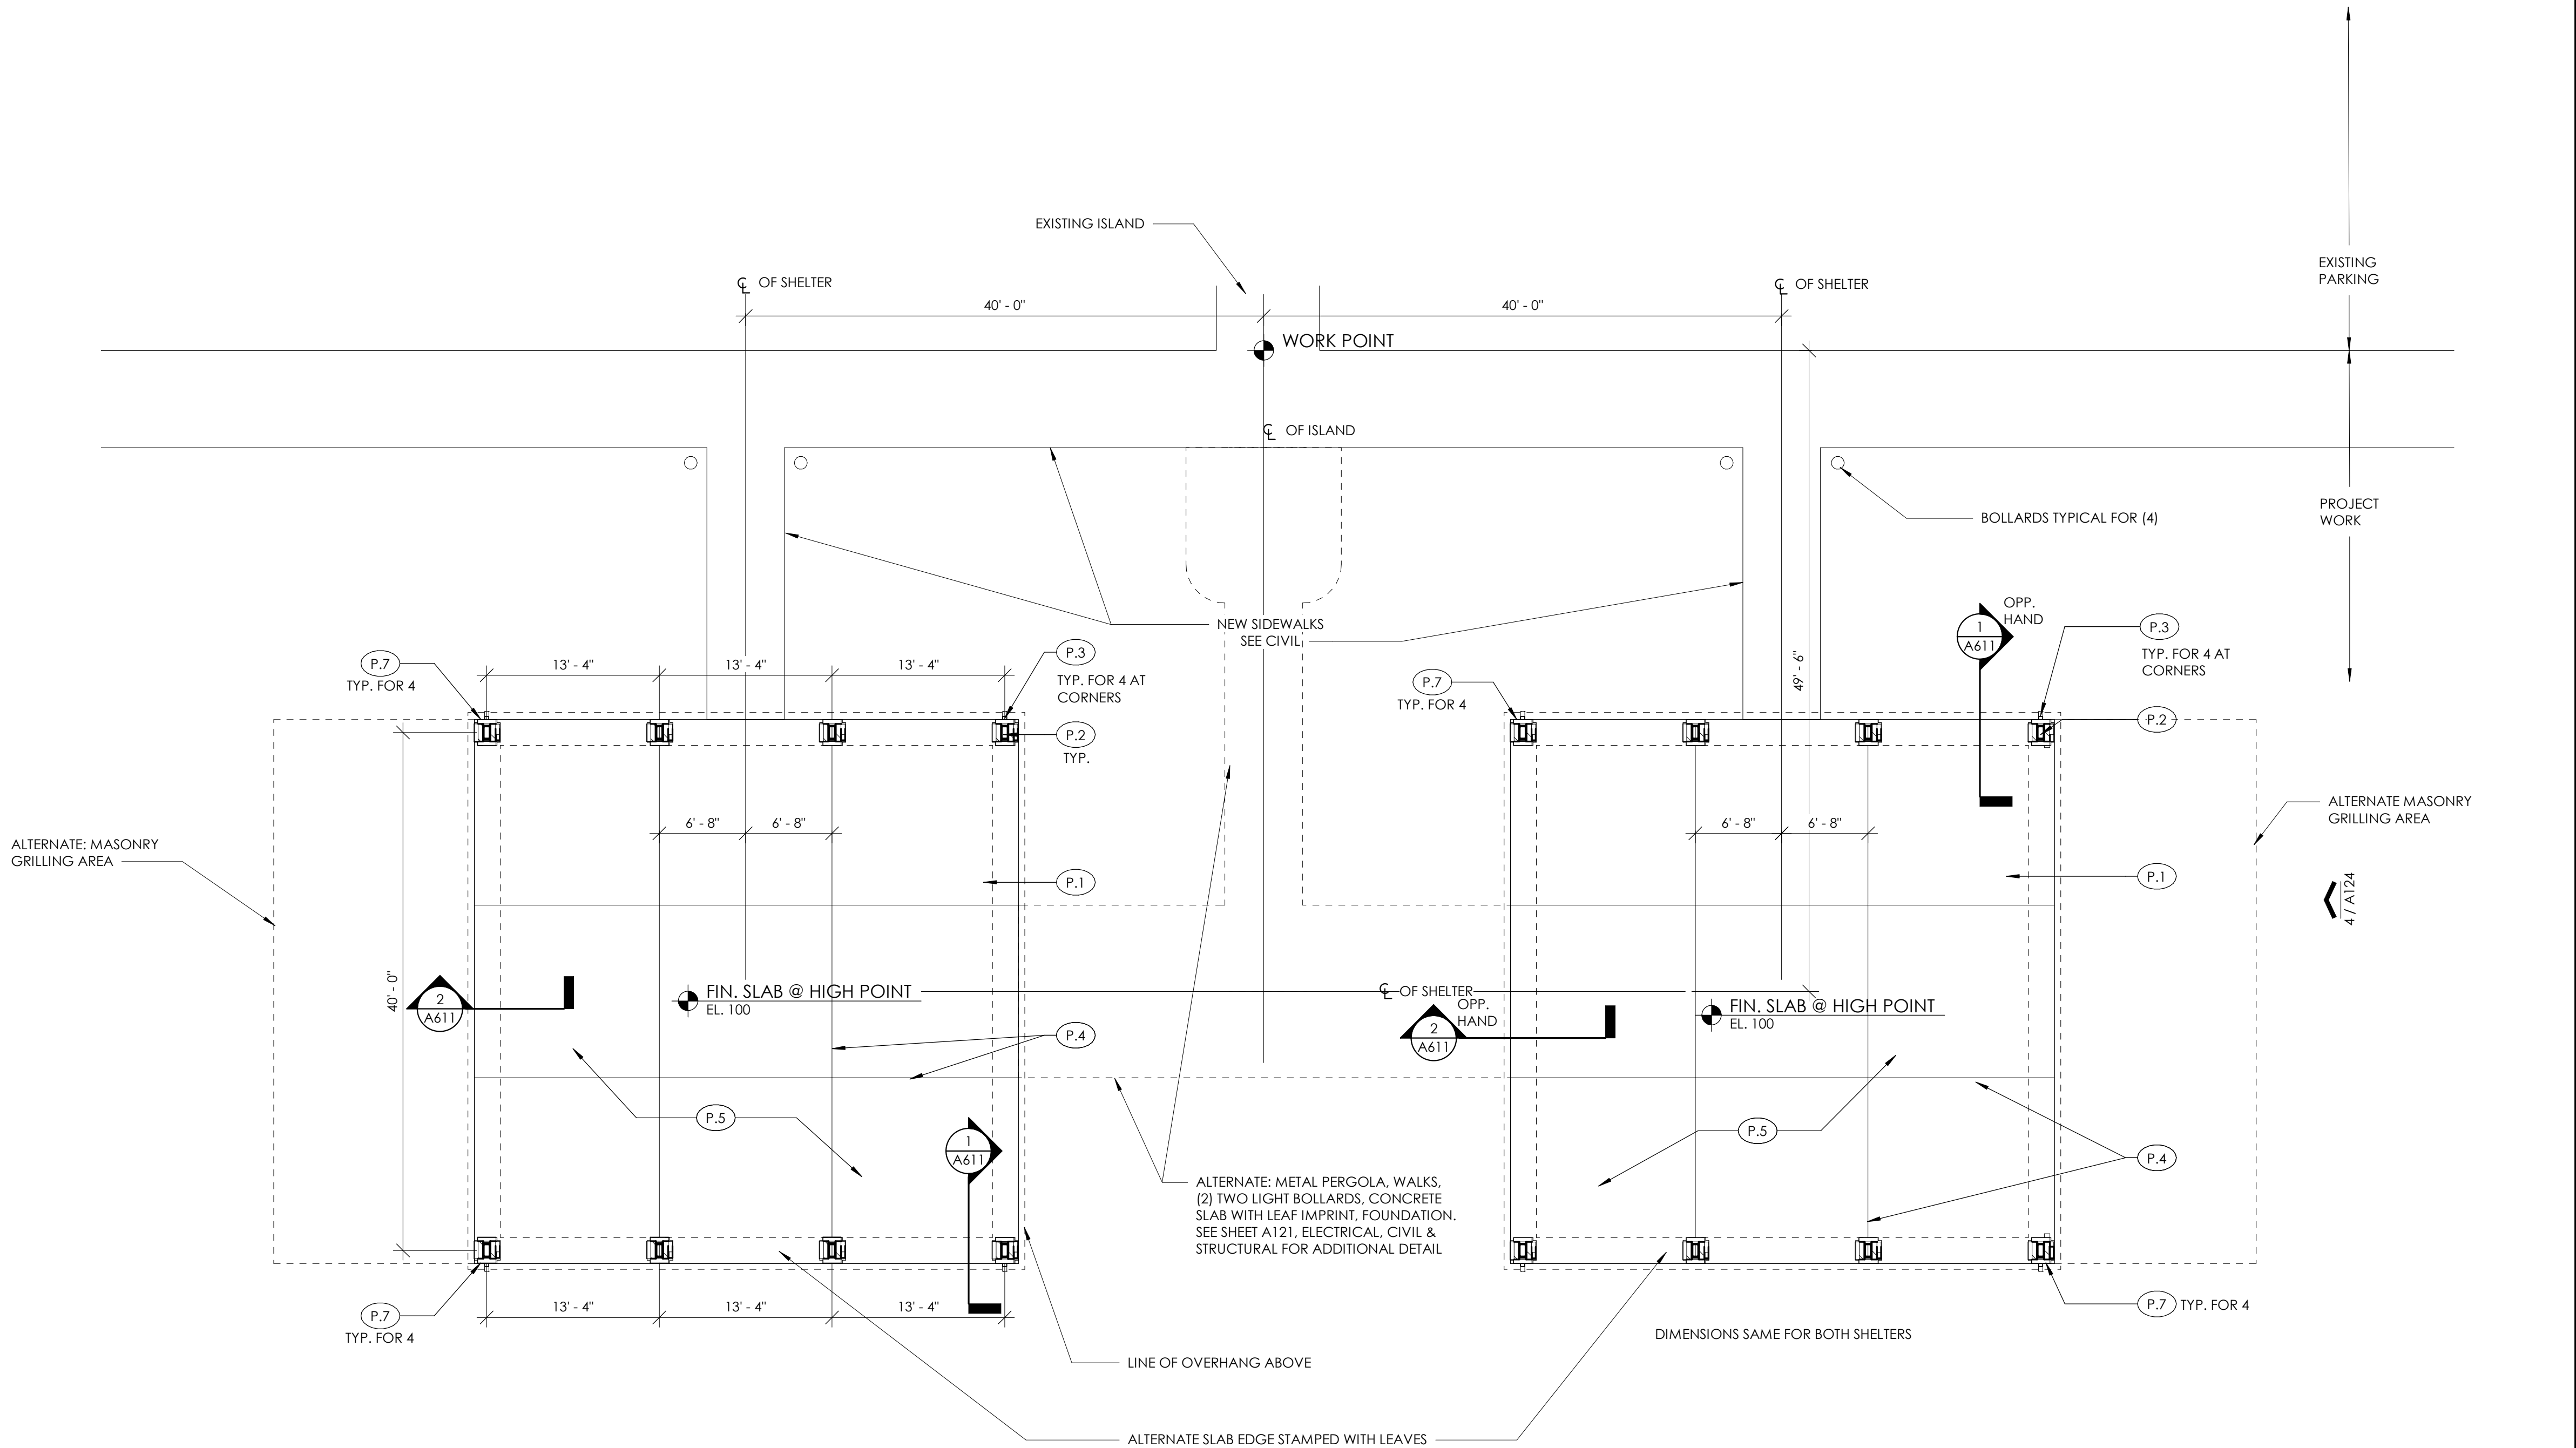 EXISTING ISLAND
EXISTING
PARKING
℄ OF SHELTER
℄ OF SHELTER
40' - 0"
40' - 0"
WORK POINT
℄ OF ISLAND
PROJECT
WORK
BOLLARDS TYPICAL FOR (4)
NEW SIDEWALKS
SEE CIVIL
OPP.
HAND
1
A611
P.3
TYP. FOR 4 AT
CORNERS
P.7
TYP. FOR 4
13' - 4"
13' - 4"
13' - 4"
P.3
TYP. FOR 4 AT
CORNERS
49' - 6"
P.7
TYP. FOR 4
P.2
TYP.
P.2
6' - 8"
6' - 8"
6' - 8"
6' - 8"
ALTERNATE MASONRY
GRILLING AREA
ALTERNATE: MASONRY
GRILLING AREA
P.1
P.1
4 / A124
40' - 0"
2
A611
FIN. SLAB @ HIGH POINT
EL. 100
℄ OF SHELTER
OPP.
HAND
2
A611
FIN. SLAB @ HIGH POINT
EL. 100
P.4
P.5
P.5
1
A611
P.4
ALTERNATE: METAL PERGOLA, WALKS,
(2) TWO LIGHT BOLLARDS, CONCRETE
SLAB WITH LEAF IMPRINT, FOUNDATION.
SEE SHEET A121, ELECTRICAL, CIVIL &
STRUCTURAL FOR ADDITIONAL DETAIL
P.7
TYP. FOR 4
13' - 4"
13' - 4"
13' - 4"
P.7 TYP. FOR 4
DIMENSIONS SAME FOR BOTH SHELTERS
LINE OF OVERHANG ABOVE
ALTERNATE SLAB EDGE STAMPED WITH LEAVES